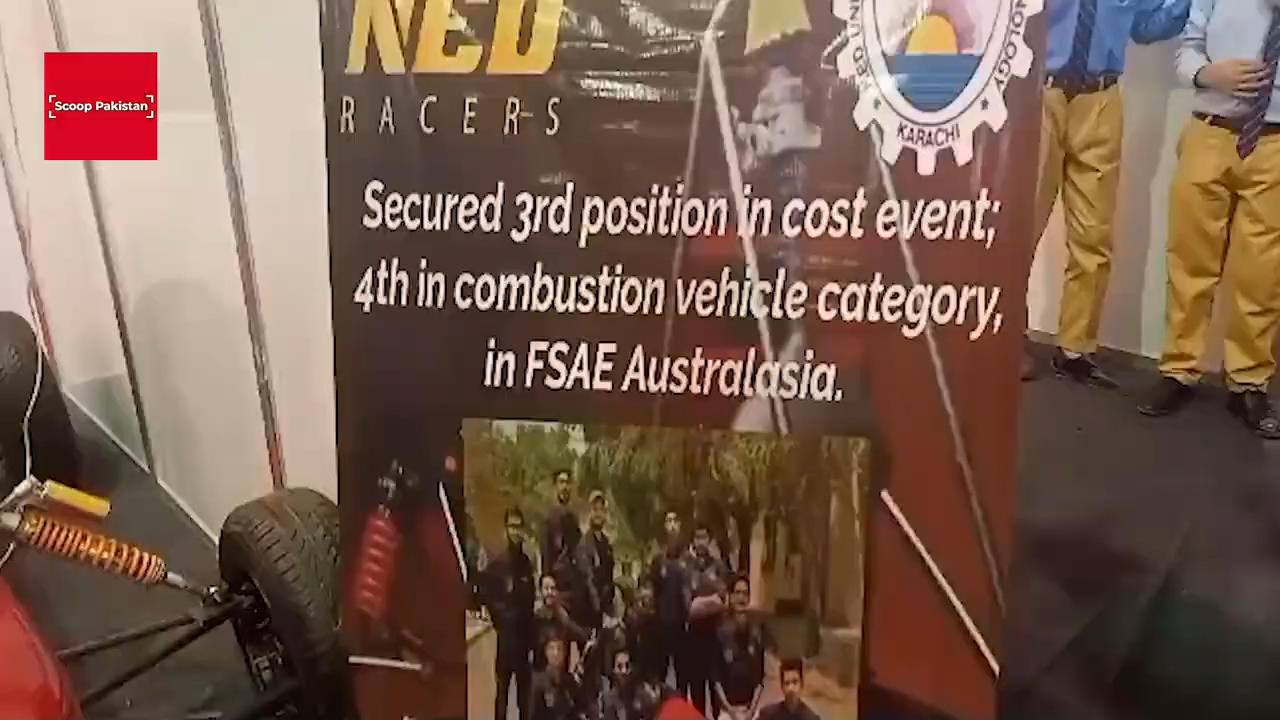 NED
RACERS
Scoop Pakistan
KARACHI
Secured 3rd position in cost event;
4th in combustion vehicle category,
in FSAE Australasia.